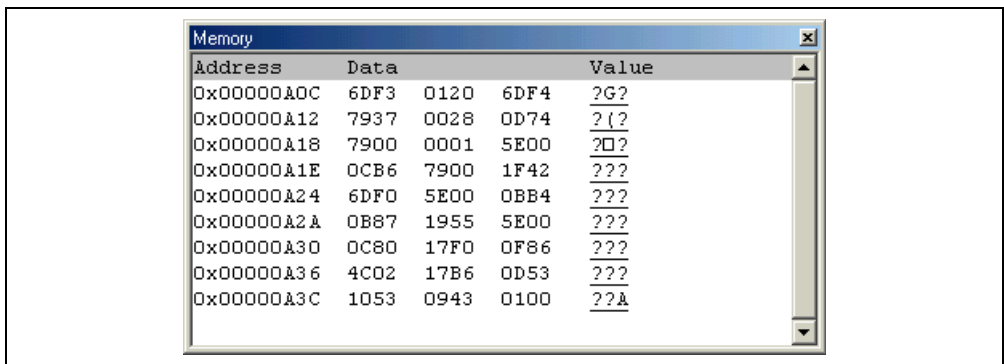 Memory
Address Data Value
0x00000A0C 6DF3 0120 6DF4 ?G?
0x00000A12 7937 0028 0D74 ?(?
0x00000A18 7900 0001 5E00 ?□?
0x00000A1E 0CB6 7900 1F42 ???
0x00000A24 6DF0 5E00 0BB4 ???
0x00000A2A 0B87 1955 5E00 ???
0x00000A30 0C80 17F0 0F86 ???
0x00000A36 4C02 17B6 0D53 ???
0x00000A3C 1053 0943 0100 ??A